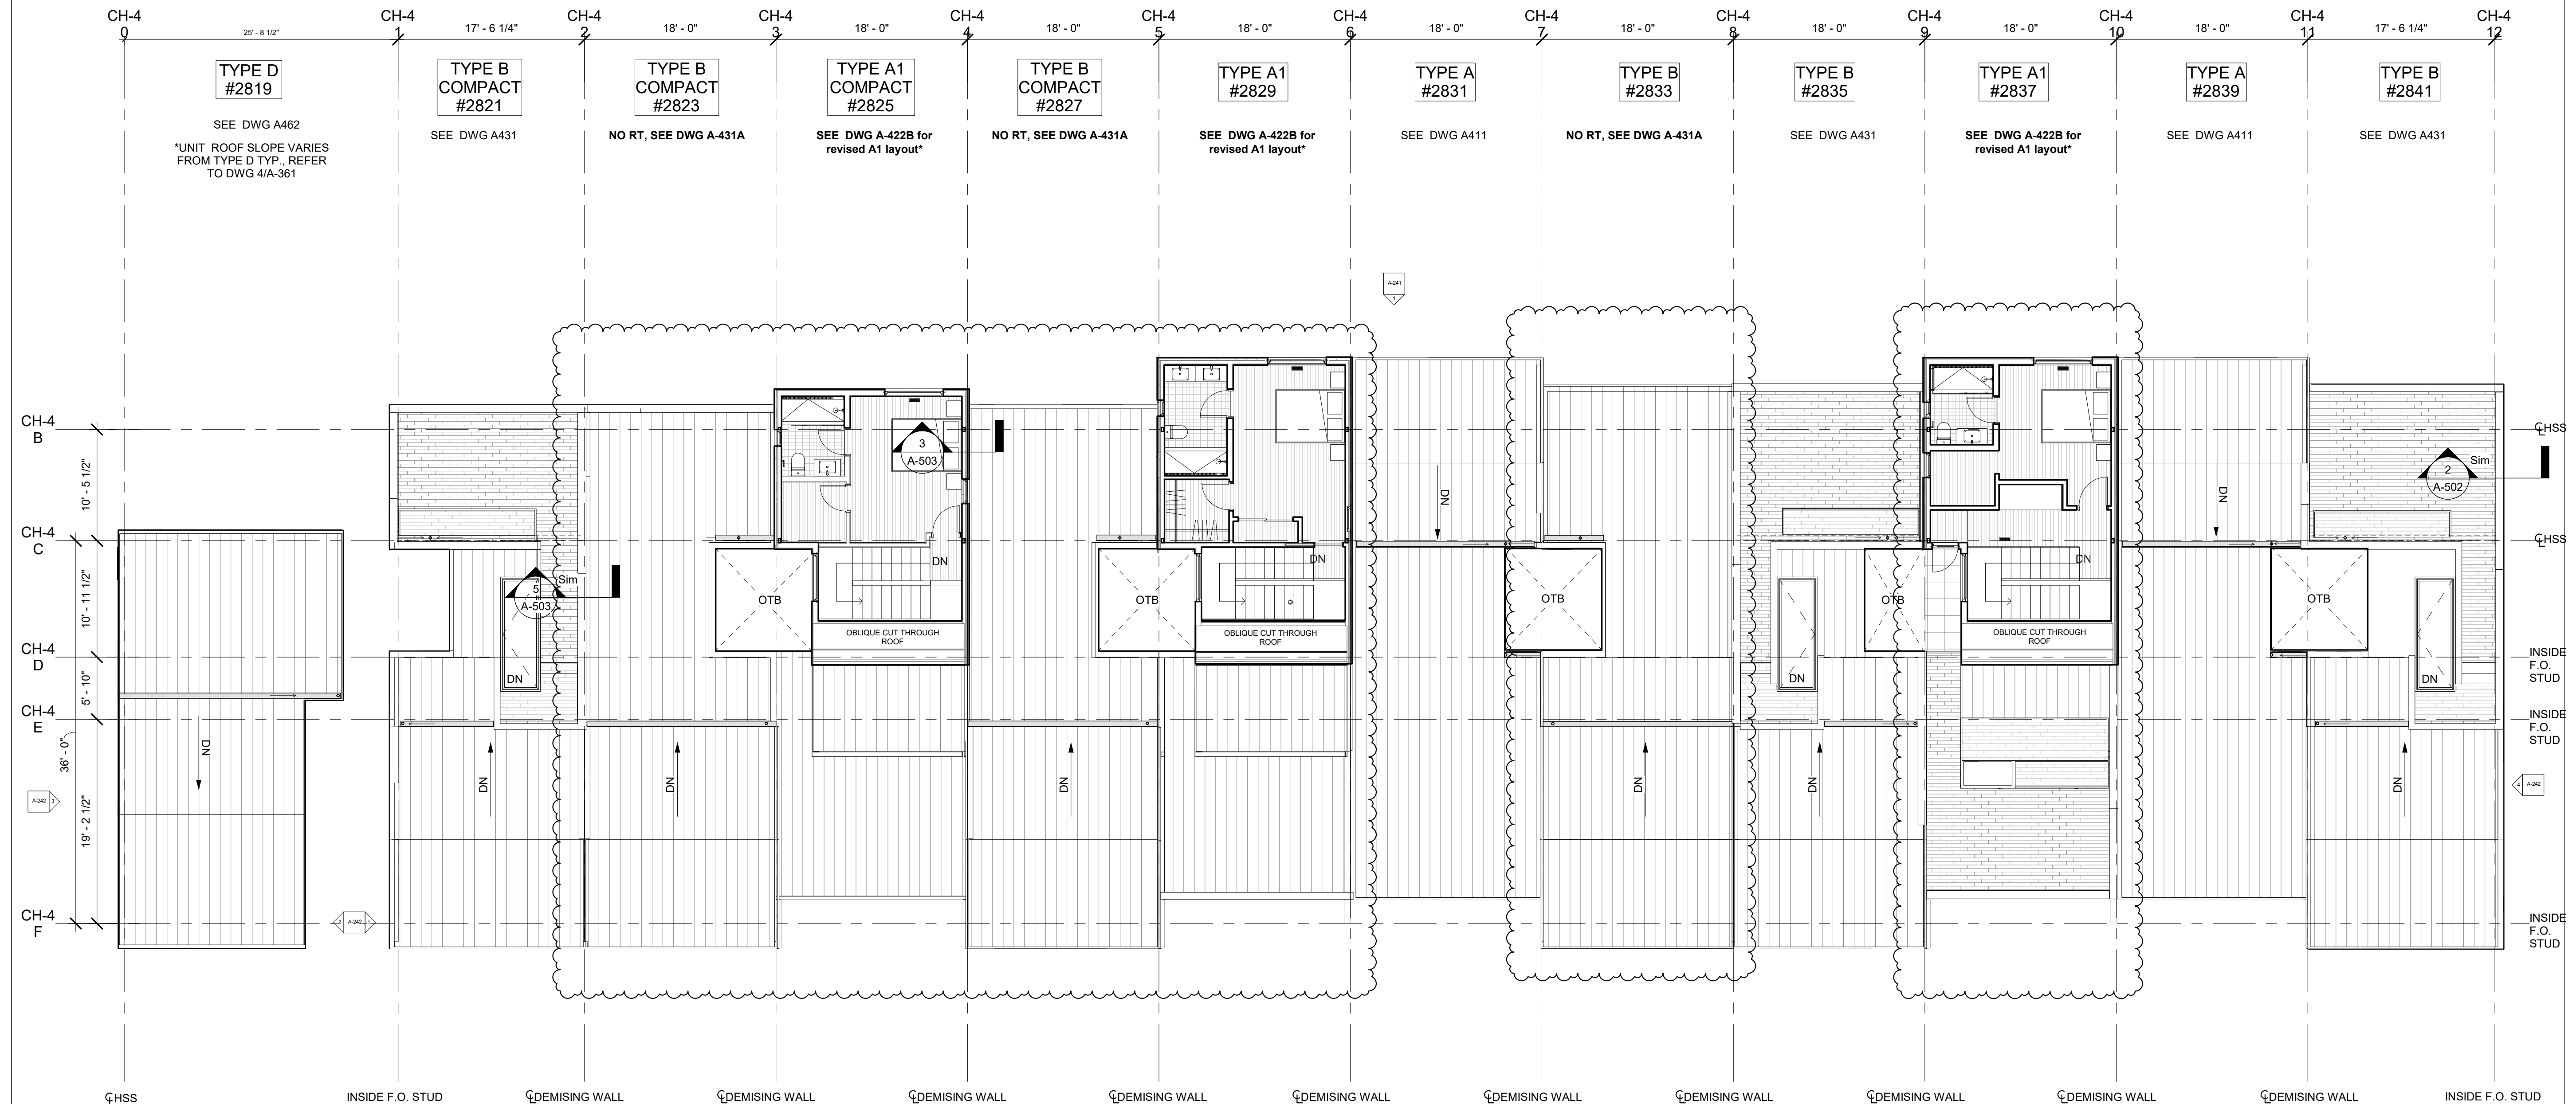 CH-4 CH-4 CH-4 CH-4 CH-4 CH-4 CH-4 CH-4 CH-4 CH-4 CH-4 CH-4 CH-4
0 25' - 8 1/2" 1 17' - 6 1/4" 2 18' - 0" 3 18' - 0" 4 18' - 0" 5 18' - 0" 6 18' - 0" 7 18' - 0" 8 18' - 0" 9 18' - 0" 10 18' - 0" 11 17' - 6 1/4" 12
TYPE D
#2819
SEE DWG A462
*UNIT ROOF SLOPE VARIES
FROM TYPE D TYP., REFER
TO DWG 4/A-361
TYPE B
COMPACT
#2821
SEE DWG A431
TYPE B
COMPACT
#2823
NO RT, SEE DWG A-431A
TYPE A1
COMPACT
#2825
SEE DWG A-422B for
revised A1 layout*
TYPE B
COMPACT
#2827
NO RT, SEE DWG A-431A
TYPE A1
#2829
SEE DWG A-422B for
revised A1 layout*
TYPE A
#2831
SEE DWG A411
TYPE B
#2833
NO RT, SEE DWG A-431A
TYPE B
#2835
SEE DWG A431
TYPE A1
#2837
SEE DWG A-422B for
revised A1 layout*
TYPE A
#2839
SEE DWG A411
TYPE B
#2841
SEE DWG A431
A-241
1
CH-4
B
10' - 5 1/2"
CH-4
C
10' - 11 1/2"
CH-4
D
5' - 10"
CH-4
E
36' - 0"
19' - 2 1/2"
CH-4
F
A-242 3
2 A-242
DN
5
A-503
Sim
DN
DN
DN
OTB
3
A-503
DN
OBLIQUE CUT THROUGH
ROOF
DN
OTB
DN
OBLIQUE CUT THROUGH
ROOF
DN
OTB
DN
DN
DN
OTB
DN
OBLIQUE CUT THROUGH
ROOF
DN
OTB
2
A-502
Sim
DN
DN
℄HSS
℄HSS
INSIDE
F.O.
STUD
INSIDE
F.O.
STUD
4 A-242
INSIDE
F.O.
STUD
℄HSS INSIDE F.O. STUD ℄DEMISING WALL ℄DEMISING WALL ℄DEMISING WALL ℄DEMISING WALL ℄DEMISING WALL ℄DEMISING WALL ℄DEMISING WALL ℄DEMISING WALL ℄DEMISING WALL ℄DEMISING WALL INSIDE F.O. STUD